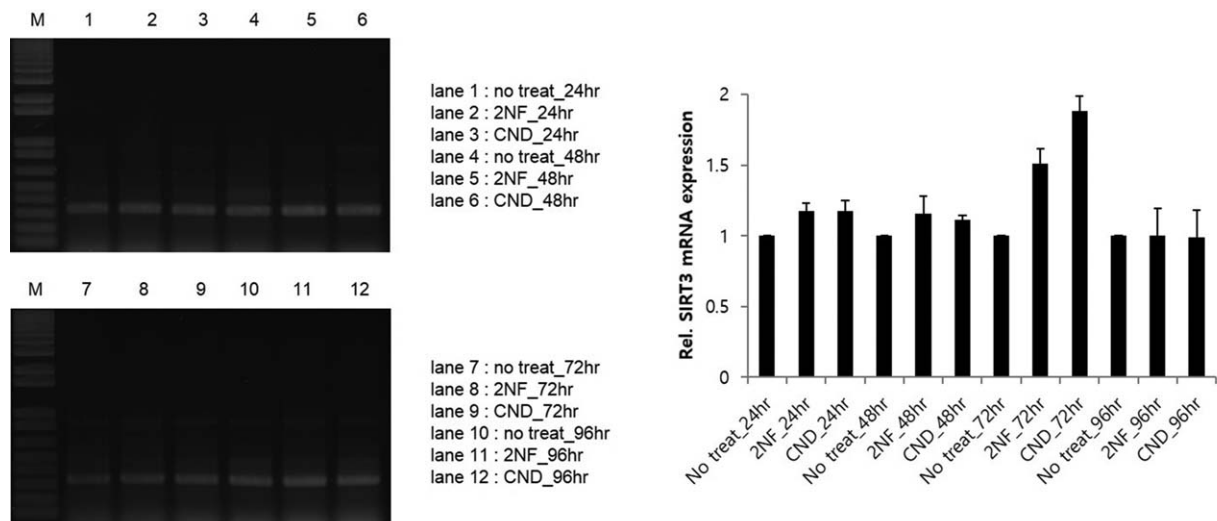 M 1 2 3 4 5 6
lane 1 : no treat_24hr
lane 2 : 2NF_24hr
lane 3 : CND_24hr
lane 4 : no treat_48hr
lane 5 : 2NF_48hr
lane 6 : CND_48hr
M 7 8 9 10 11 12
lane 7 : no treat_72hr
lane 8 : 2NF_72hr
lane 9 : CND_72hr
lane 10 : no treat_96hr
lane 11 : 2NF_96hr
lane 12 : CND_96hr
Rel. SIRT3 mRNA expression
2
1.5
1
0.5
0
No treat_24hr
2NF_24hr
CND_24hr
No treat_48hr
2NF_48hr
CND_48hr
No treat_72hr
2NF_72hr
CND_72hr
No treat_96hr
2NF_96hr
CND_96hr